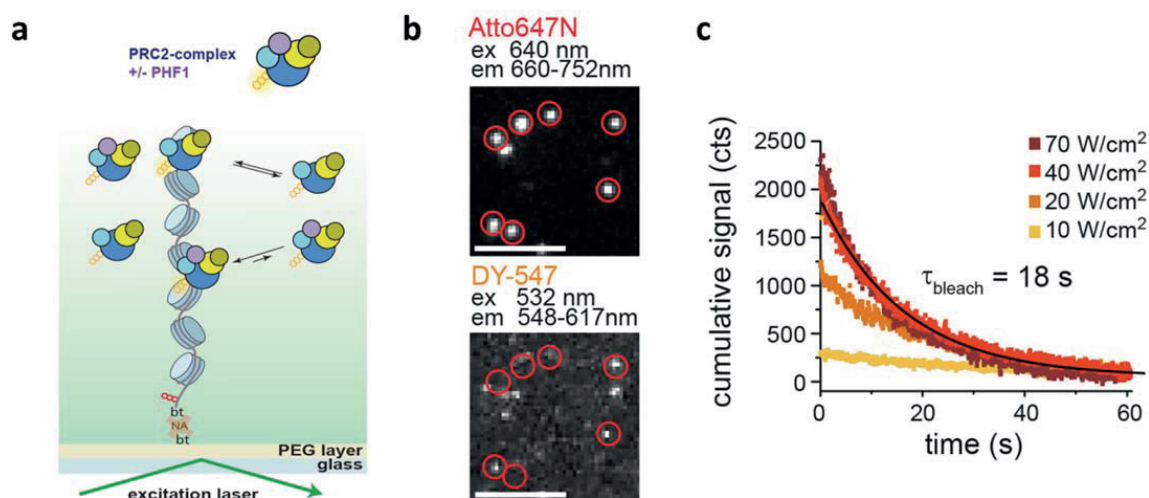 a
PRC2-complex
+/- PHF1
bt
NA
bt
PEG layer
glass
excitation laser
b
Atto647N
ex 640 nm
em 660-752nm
DY-547
ex 532 nm
em 548-617nm
c
cumulative signal (cts)
2500
2000
1500
1000
500
0
70 W/cm²
40 W/cm²
20 W/cm²
10 W/cm²
τbleach = 18 s
0
20
40
60
time (s)